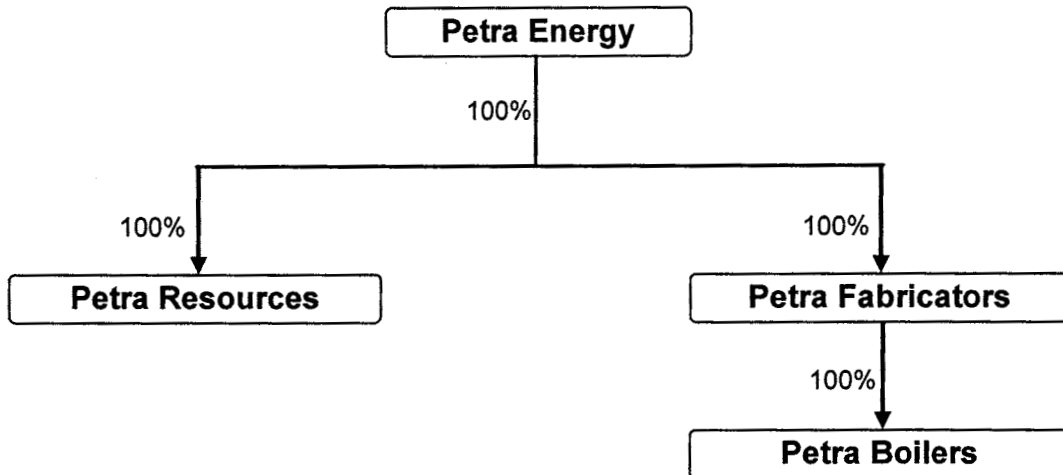 Petra Energy
100%
100%
100%
Petra Resources
Petra Fabricators
100%
Petra Boilers